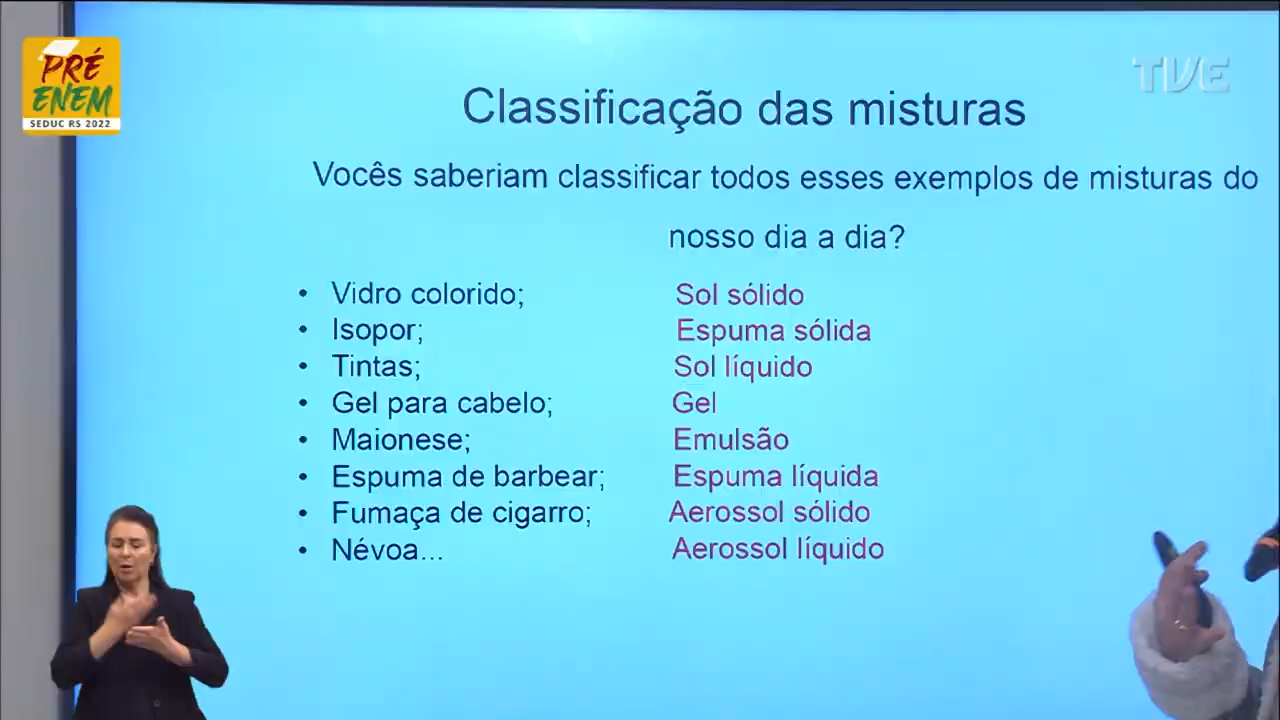 PRÉ
ENEM
SEDUC RS 2022
TVE
Classificação das misturas
Vocês saberiam classificar todos esses exemplos de misturas do
nosso dia a dia?
• Vidro colorido; Sol sólido
• Isopor; Espuma sólida
• Tintas; Sol líquido
• Gel para cabelo; Gel
• Maionese; Emulsão
• Espuma de barbear; Espuma líquida
• Fumaça de cigarro; Aerossol sólido
• Névoa... Aerossol líquido